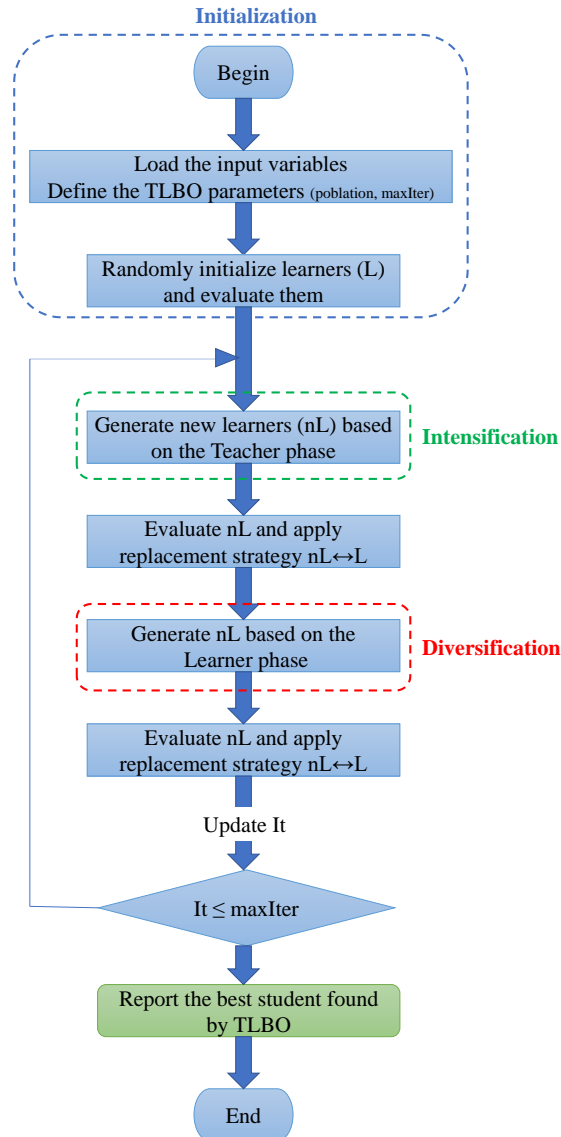 Initialization
Begin
Load the input variables
Define the TLBO parameters (poblation, maxIter)
Randomly initialize learners (L)
and evaluate them
Generate new learners (nL) based
on the Teacher phase
Intensification
Evaluate nL and apply
replacement strategy nL↔L
Generate nL based on the
Learner phase
Diversification
Evaluate nL and apply
replacement strategy nL↔L
Update It
It ≤ maxIter
Report the best student found
by TLBO
End